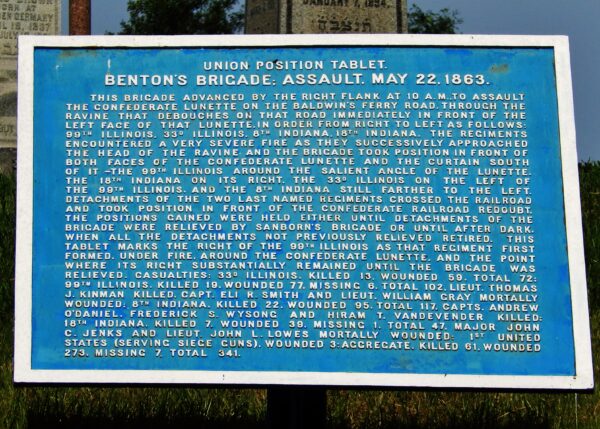 BORN AT
IN GERMANY
18, 1837
JANUARY 1, 1894.
UNION POSITION TABLET.
BENTON'S BRIGADE; ASSAULT, MAY 22, 1863.
THIS BRIGADE ADVANCED BY THE RIGHT FLANK AT 10 A.M. TO ASSAULT
THE CONFEDERATE LUNETTE ON THE BALDWIN'S FERRY ROAD, THROUGH THE
RAVINE THAT DEBOUCHES ON THAT ROAD IMMEDIATELY IN FRONT OF THE
LEFT FACE OF THAT LUNETTE, IN ORDER FROM RIGHT TO LEFT AS FOLLOWS:
99TH ILLINOIS, 33D ILLINOIS, 8TH INDIANA, 18TH INDIANA. THE REGIMENTS
ENCOUNTERED A VERY SEVERE FIRE AS THEY SUCCESSIVELY APPROACHED
THE HEAD OF THE RAVINE, AND THE BRIGADE TOOK POSITION IN FRONT OF
BOTH FACES OF THE CONFEDERATE LUNETTE AND THE CURTAIN SOUTH
OF IT—THE 99TH ILLINOIS AROUND THE SALIENT ANGLE OF THE LUNETTE,
THE 18TH INDIANA ON ITS RIGHT, THE 33D ILLINOIS ON THE LEFT OF
THE 99TH ILLINOIS, AND THE 8TH INDIANA STILL FARTHER TO THE LEFT.
DETACHMENTS OF THE TWO LAST NAMED REGIMENTS CROSSED THE RAILROAD
AND TOOK POSITION IN FRONT OF THE CONFEDERATE RAILROAD REDOUBT.
THE POSITIONS GAINED WERE HELD EITHER UNTIL DETACHMENTS OF THE
BRIGADE WERE RELIEVED BY SANBORN'S BRIGADE OR UNTIL AFTER DARK,
WHEN ALL THE DETACHMENTS NOT PREVIOUSLY RELIEVED RETIRED. THIS
TABLET MARKS THE RIGHT OF THE 99TH ILLINOIS AS THAT REGIMENT FIRST
FORMED, UNDER FIRE, AROUND THE CONFEDERATE LUNETTE, AND THE POINT
WHERE ITS RIGHT SUBSTANTIALLY REMAINED UNTIL THE BRIGADE WAS
RELIEVED. CASUALTIES: 33D ILLINOIS, KILLED 13, WOUNDED 59, TOTAL 72;
99TH ILLINOIS, KILLED 19, WOUNDED 77, MISSING 6, TOTAL 102, LIEUT. THOMAS
J. KINMAN KILLED, CAPT. ELI R. SMITH AND LIEUT. WILLIAM GRAY MORTALLY
WOUNDED; 8TH INDIANA, KILLED 22, WOUNDED 95, TOTAL 117, CAPTS. ANDREW
O'DANIEL, FREDERICK S. WYSONG AND HIRAM T. VANDEVENDER KILLED;
18TH INDIANA, KILLED 7, WOUNDED 39, MISSING 1, TOTAL 47, MAJOR JOHN
C. JENKS AND LIEUT. JOHN L. LOWES MORTALLY WOUNDED; 1ST UNITED
STATES (SERVING SIEGE GUNS), WOUNDED 3; AGGREGATE, KILLED 61, WOUNDED
273, MISSING 7, TOTAL 341.